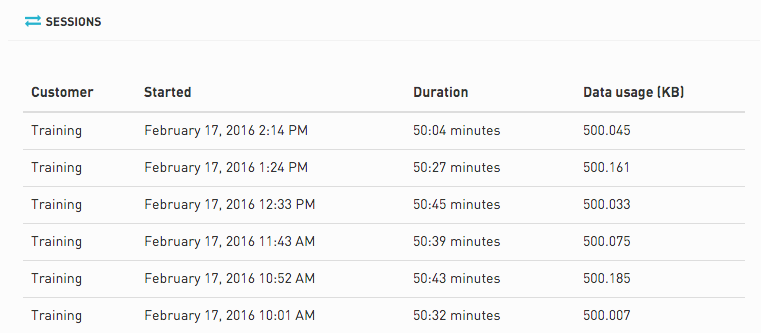 SESSIONS
Customer Started Duration Data usage (KB)
Training February 17, 2016 2:14 PM 50:04 minutes 500.045
Training February 17, 2016 1:24 PM 50:27 minutes 500.161
Training February 17, 2016 12:33 PM 50:45 minutes 500.033
Training February 17, 2016 11:43 AM 50:39 minutes 500.075
Training February 17, 2016 10:52 AM 50:43 minutes 500.185
Training February 17, 2016 10:01 AM 50:32 minutes 500.007